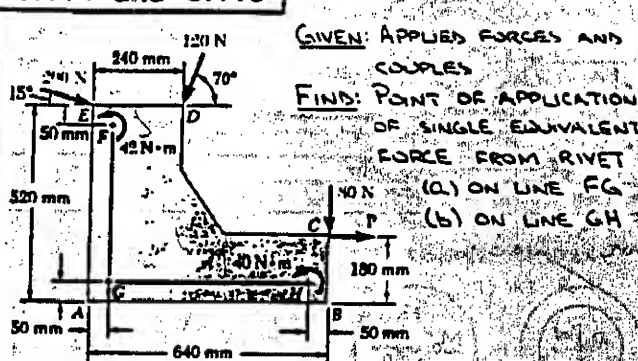 GIVEN: APPLIED FORCES AND
COUPLES
FIND: POINT OF APPLICATION
OF SINGLE EQUIVALENT
FORCE FROM RIVET
(a) ON LINE FG
(b) ON LINE GH
120 N
240 mm
70°
15°
E
D
50 mm
F
42 N·m
520 mm
80 N
C
P
40 N·m
180 mm
G
H
A
B
50 mm
50 mm
640 mm